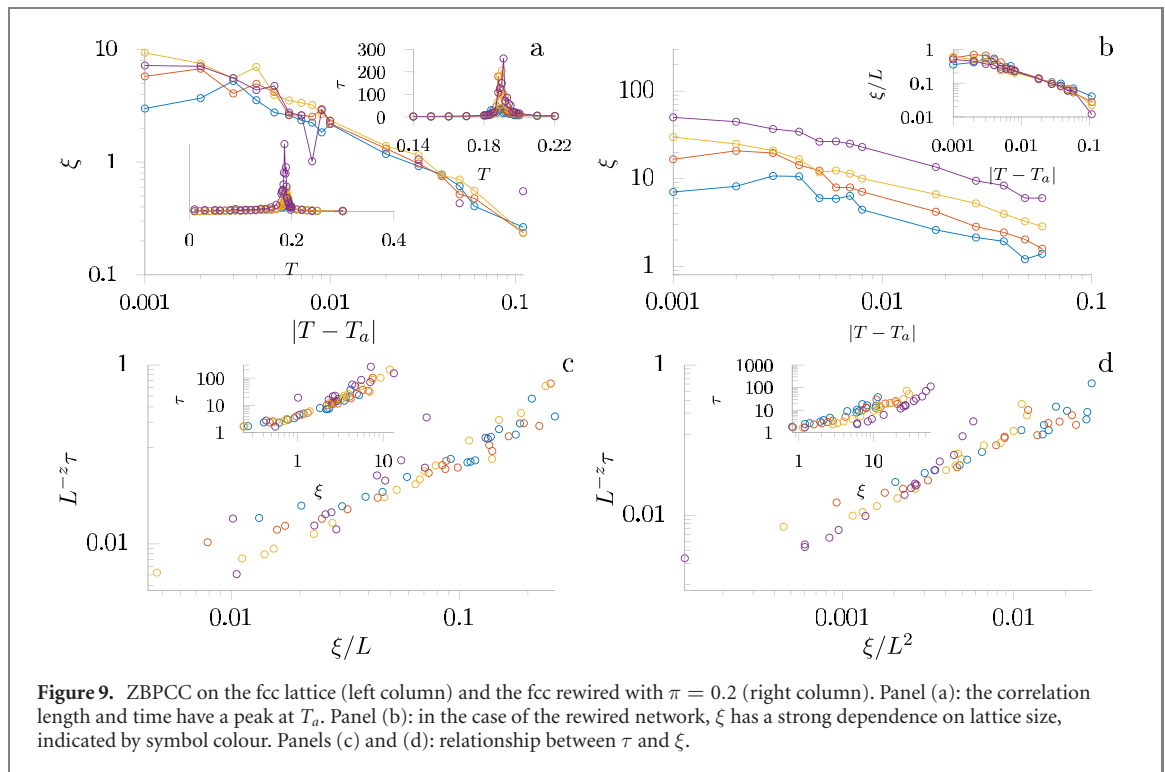 a
10
1
0.1
ξ
0.001
0.01
0.1
|T − Tₐ|
300
200
100
0
τ
0.14
0.18
0.22
T
0
0.2
0.4
T
b
100
10
1
ξ
0.001
0.01
0.1
|T − Tₐ|
1
0.1
0.01
ξ/L
0.001
0.01
0.1
|T − Tₐ|
c
1
0.01
L⁻ᶻτ
0.01
0.1
ξ/L
100
10
1
τ
1
10
ξ
d
1
0.01
L⁻ᶻτ
0.001
0.01
ξ/L²
1000
100
10
1
τ
1
10
ξ
Figure 9. ZBPCC on the fcc lattice (left column) and the fcc rewired with π = 0.2 (right column). Panel (a): the correlation
length and time have a peak at Tₐ. Panel (b): in the case of the rewired network, ξ has a strong dependence on lattice size,
indicated by symbol colour. Panels (c) and (d): relationship between τ and ξ.